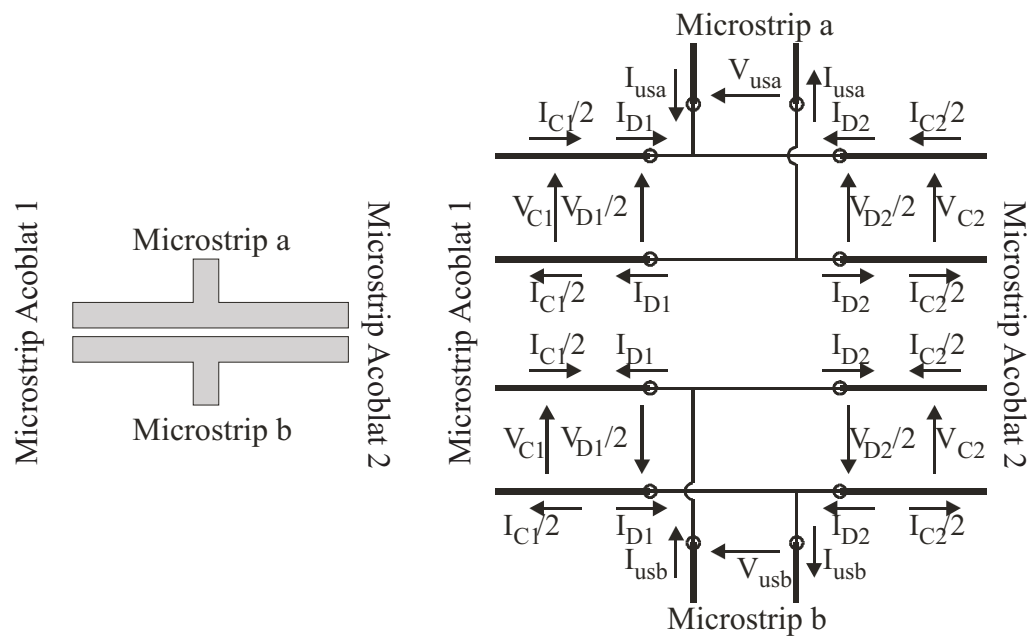 Microstrip Acoblat 1
Microstrip a
Microstrip b
Microstrip Acoblat 2
Microstrip Acoblat 1
Microstrip a
I_usa V_usa I_usa
I_C1/2 I_D1 I_D2 I_C2/2
V_C1 V_D1/2 V_D2/2 V_C2
I_C1/2 I_D1 I_D2 I_C2/2
I_C1/2 I_D1 I_D2 I_C2/2
V_C1 V_D1/2 V_D2/2 V_C2
I_C1/2 I_D1 I_D2 I_C2/2
I_usb V_usb I_usb
Microstrip b
Microstrip Acoblat 2